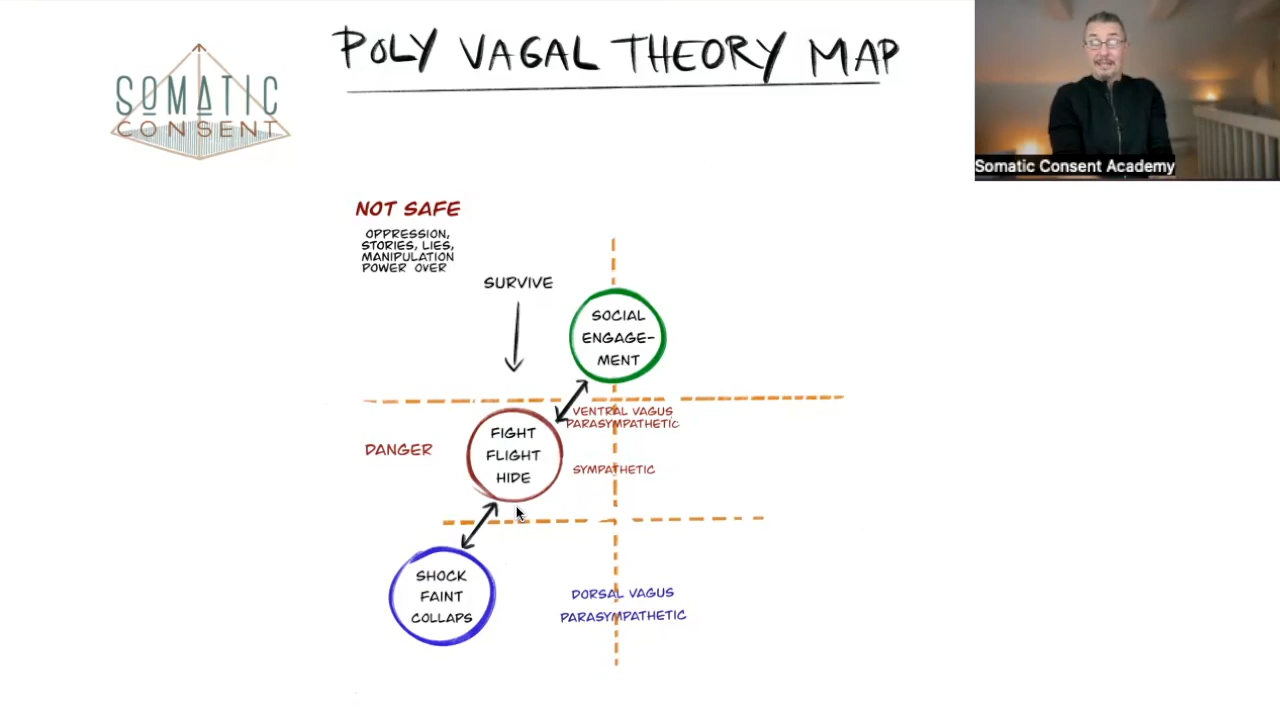 POLY VAGAL THEORY MAP
SOMATIC
CONSENT
Somatic Consent Academy
NOT SAFE
OPPRESSION,
STORIES, LIES,
MANIPULATION
POWER OVER
SURVIVE
SOCIAL
ENGAGE-
MENT
VENTRAL VAGUS
PARASYMPATHETIC
DANGER
FIGHT
FLIGHT
HIDE
SYMPATHETIC
SHOCK
FAINT
COLLAPS
DORSAL VAGUS
PARASYMPATHETIC